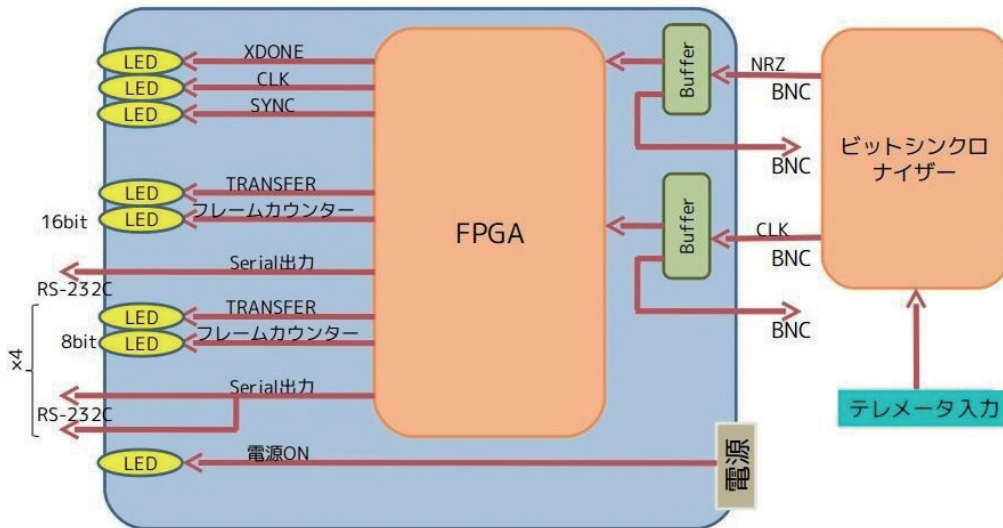 LED
XDONE
LED
CLK
LED
SYNC
LED
TRANSFER
16bit
LED
フレームカウンター
Serial出力
RS-232C
LED
TRANSFER
×4
8bit
LED
フレームカウンター
Serial出力
RS-232C
LED
電源ON
FPGA
Buffer
NRZ
BNC
BNC
Buffer
CLK
BNC
BNC
電源
ビットシンクロ
ナイザー
テレメータ入力